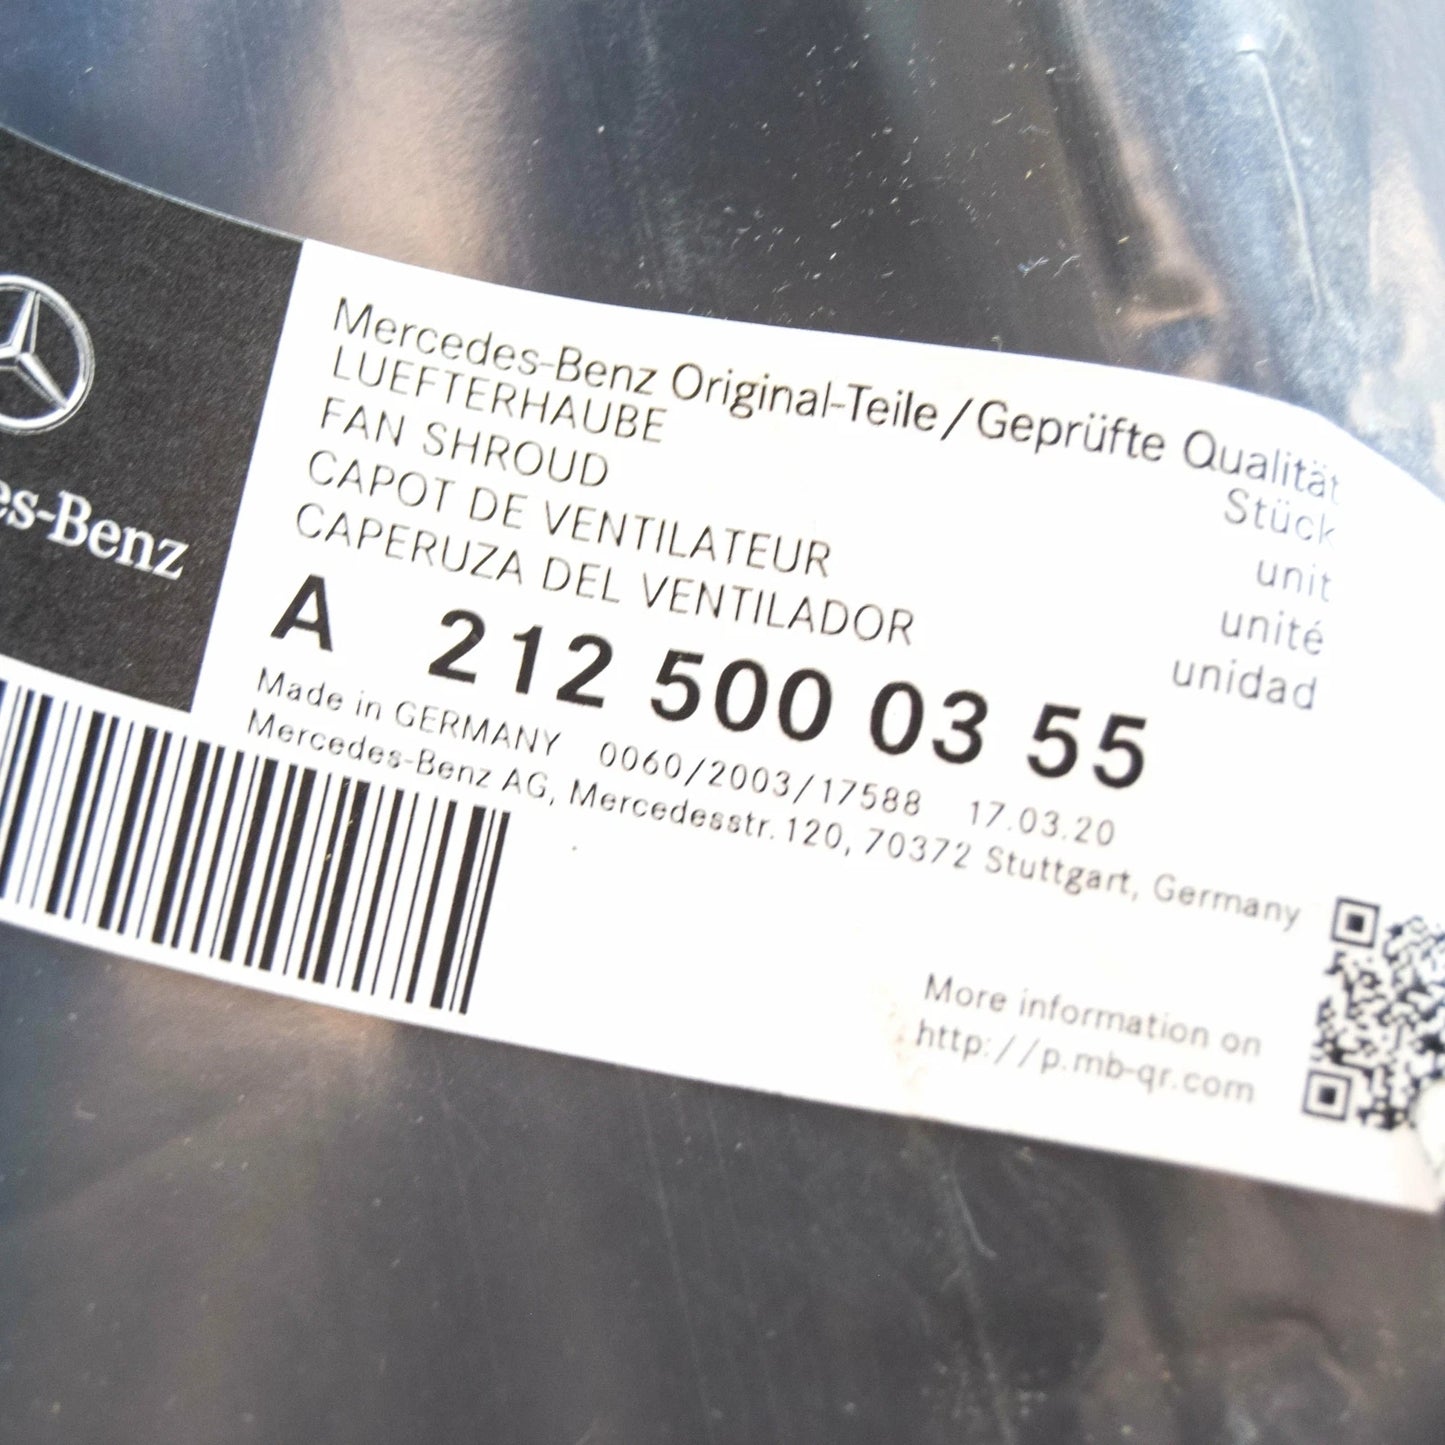 es-Benz
Mercedes-Benz Original-Teile/Geprüfte Qualität
LUEFTERHAUBE
FAN SHROUD
CAPOT DE VENTILATEUR
CAPERUZA DEL VENTILADOR
Stück
unit
unité
unidad
A 212 500 03 55
Made in GERMANY 0060/2003/17588 17.03.20
Mercedes-Benz AG, Mercedesstr. 120, 70372 Stuttgart, Germany
More information on
http://p.mb-qr.com